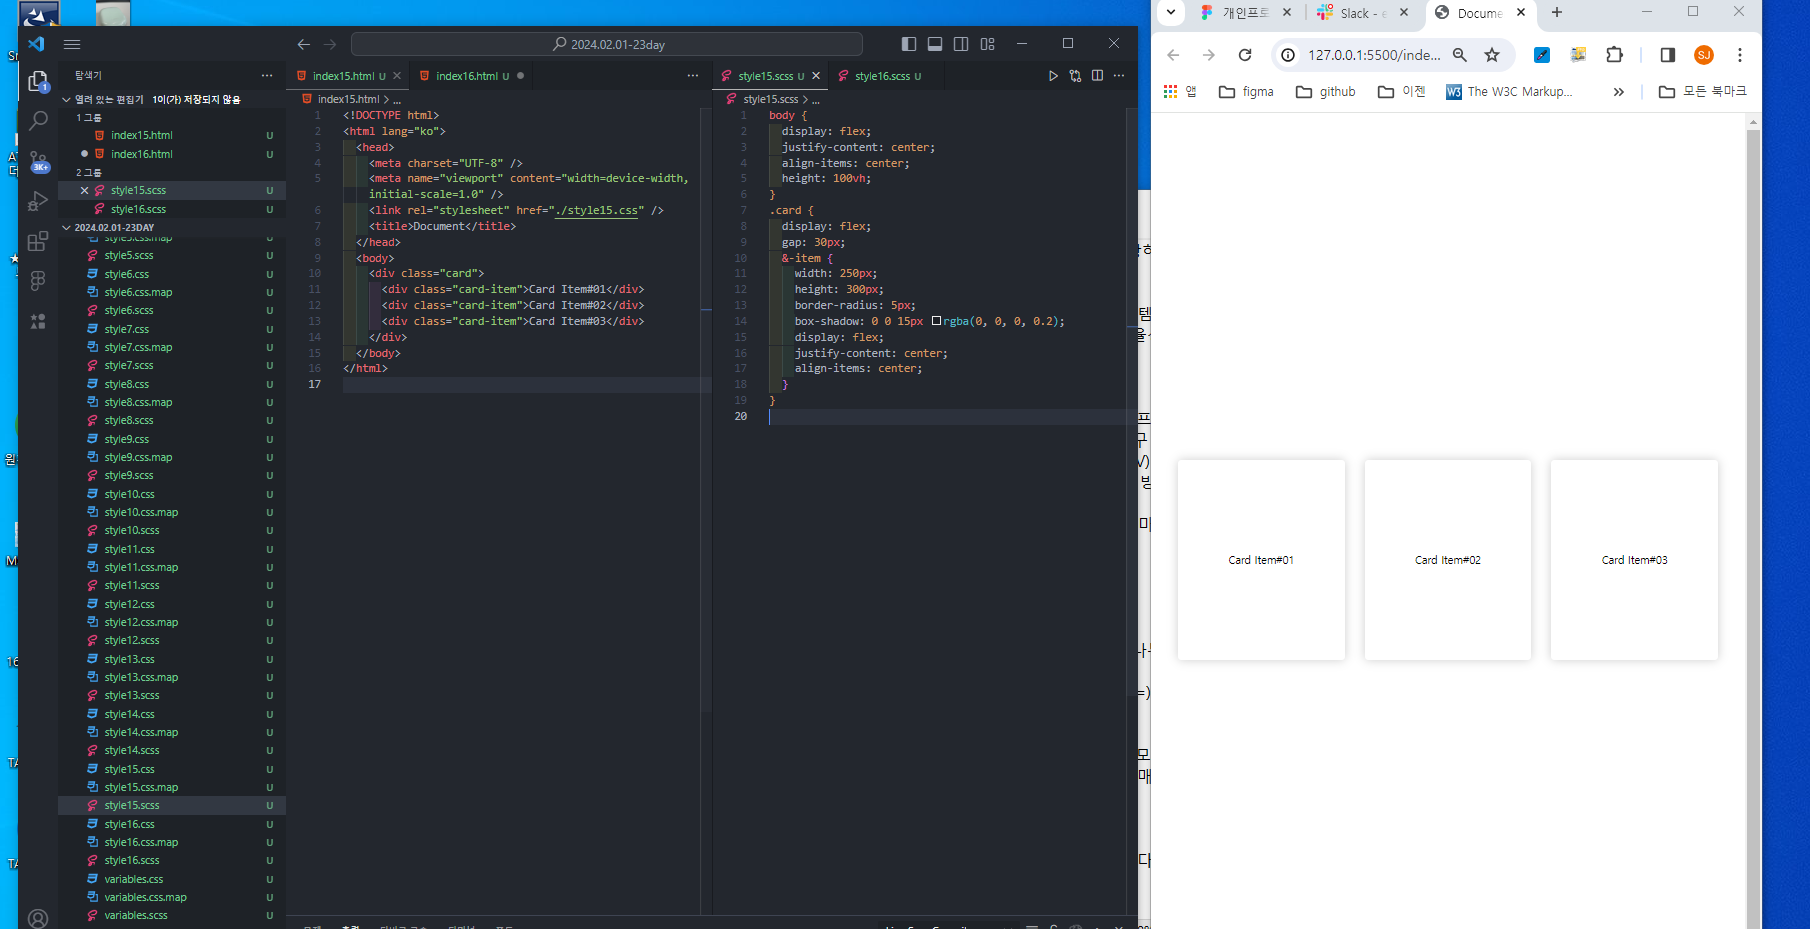 2024.02.01-23day
탐색기
열려 있는 편집기 1이(가) 저장되지 않음
1 그룹
index15.html U
index16.html U
2 그룹
style15.scss U
style16.scss U
2024.02.01-23DAY
style5.css.map U
style5.scss U
style6.css U
style6.css.map U
style6.scss U
style7.css U
style7.css.map U
style7.scss U
style8.css U
style8.css.map U
style8.scss U
style9.css U
style9.css.map U
style9.scss U
style10.css U
style10.css.map U
style10.scss U
style11.css U
style11.css.map U
style11.scss U
style12.css U
style12.css.map U
style12.scss U
style13.css U
style13.css.map U
style13.scss U
style14.css U
style14.css.map U
style14.scss U
style15.css U
style15.css.map U
style15.scss U
style16.css U
style16.css.map U
style16.scss U
variables.css U
variables.css.map U
variables.scss U
1
3K+
index15.html U index16.html U
index15.html > ...
1 <!DOCTYPE html>
2 <html lang="ko">
3 <head>
4 <meta charset="UTF-8" />
5 <meta name="viewport" content="width=device-width,
initial-scale=1.0" />
6 <link rel="stylesheet" href="./style15.css" />
7 <title>Document</title>
8 </head>
9 <body>
10 <div class="card">
11 <div class="card-item">Card Item#01</div>
12 <div class="card-item">Card Item#02</div>
13 <div class="card-item">Card Item#03</div>
14 </div>
15 </body>
16 </html>
17
style15.scss U style16.scss U
style15.scss > ...
1 body {
2 display: flex;
3 justify-content: center;
4 align-items: center;
5 height: 100vh;
6 }
7 .card {
8 display: flex;
9 gap: 30px;
10 &-item {
11 width: 250px;
12 height: 300px;
13 border-radius: 5px;
14 box-shadow: 0 0 15px rgba(0, 0, 0, 0.2);
15 display: flex;
16 justify-content: center;
17 align-items: center;
18 }
19 }
20
개인프로 Slack - e Docume
127.0.0.1:5500/inde...
SJ
앱 figma github 이젠 W3 The W3C Markup... » 모든 북마크
Card Item#01
Card Item#02
Card Item#03